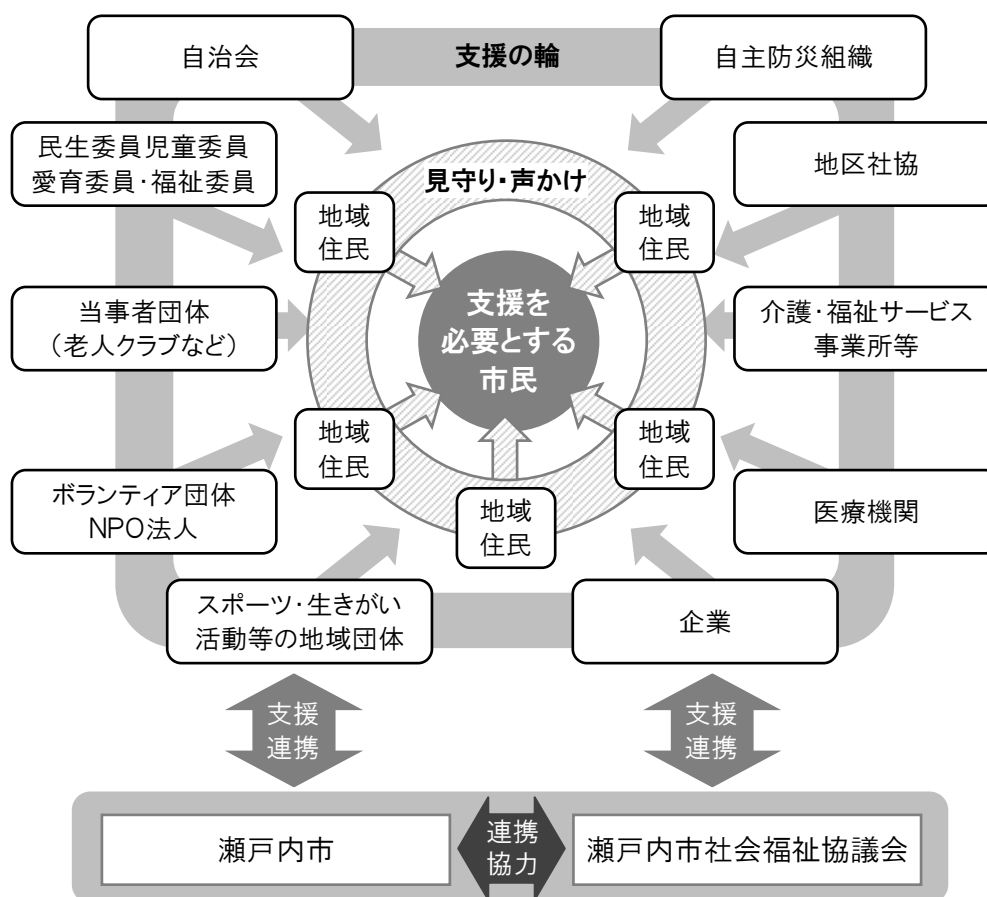 自治会
支援の輪
自主防災組織
民生委員児童委員
愛育委員・福祉委員
地区社協
見守り・声かけ
地域
住民
地域
住民
当事者団体
（老人クラブなど）
支援を
必要とする
市民
介護・福祉サービス
事業所等
地域
住民
地域
住民
ボランティア団体
NPO法人
地域
住民
医療機関
スポーツ・生きがい
活動等の地域団体
企業
支援
連携
支援
連携
瀬戸内市
連携
協力
瀬戸内市社会福祉協議会